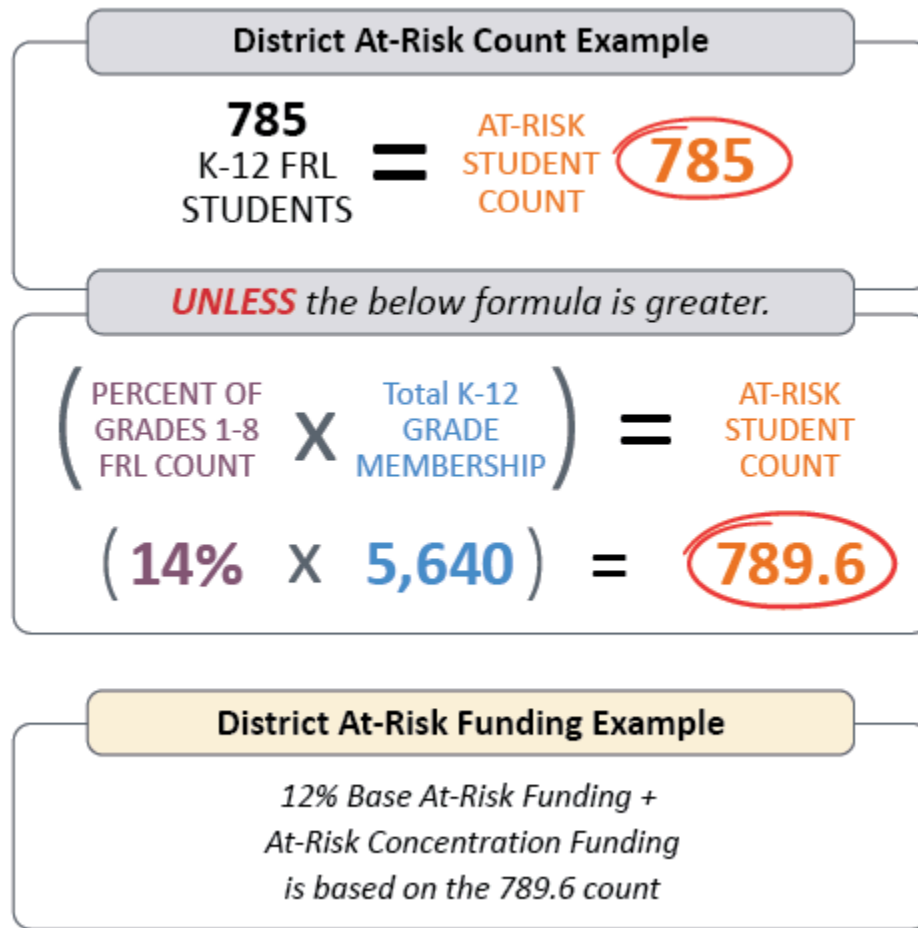 District At-Risk Count Example
785
K-12 FRL
STUDENTS
=
AT-RISK
STUDENT
COUNT
785
UNLESS the below formula is greater.
(
PERCENT OF
GRADES 1-8
FRL COUNT
X
Total K-12
GRADE
MEMBERSHIP
)
=
AT-RISK
STUDENT
COUNT
(14% X 5,640) = 789.6
District At-Risk Funding Example
12% Base At-Risk Funding +
At-Risk Concentration Funding
is based on the 789.6 count